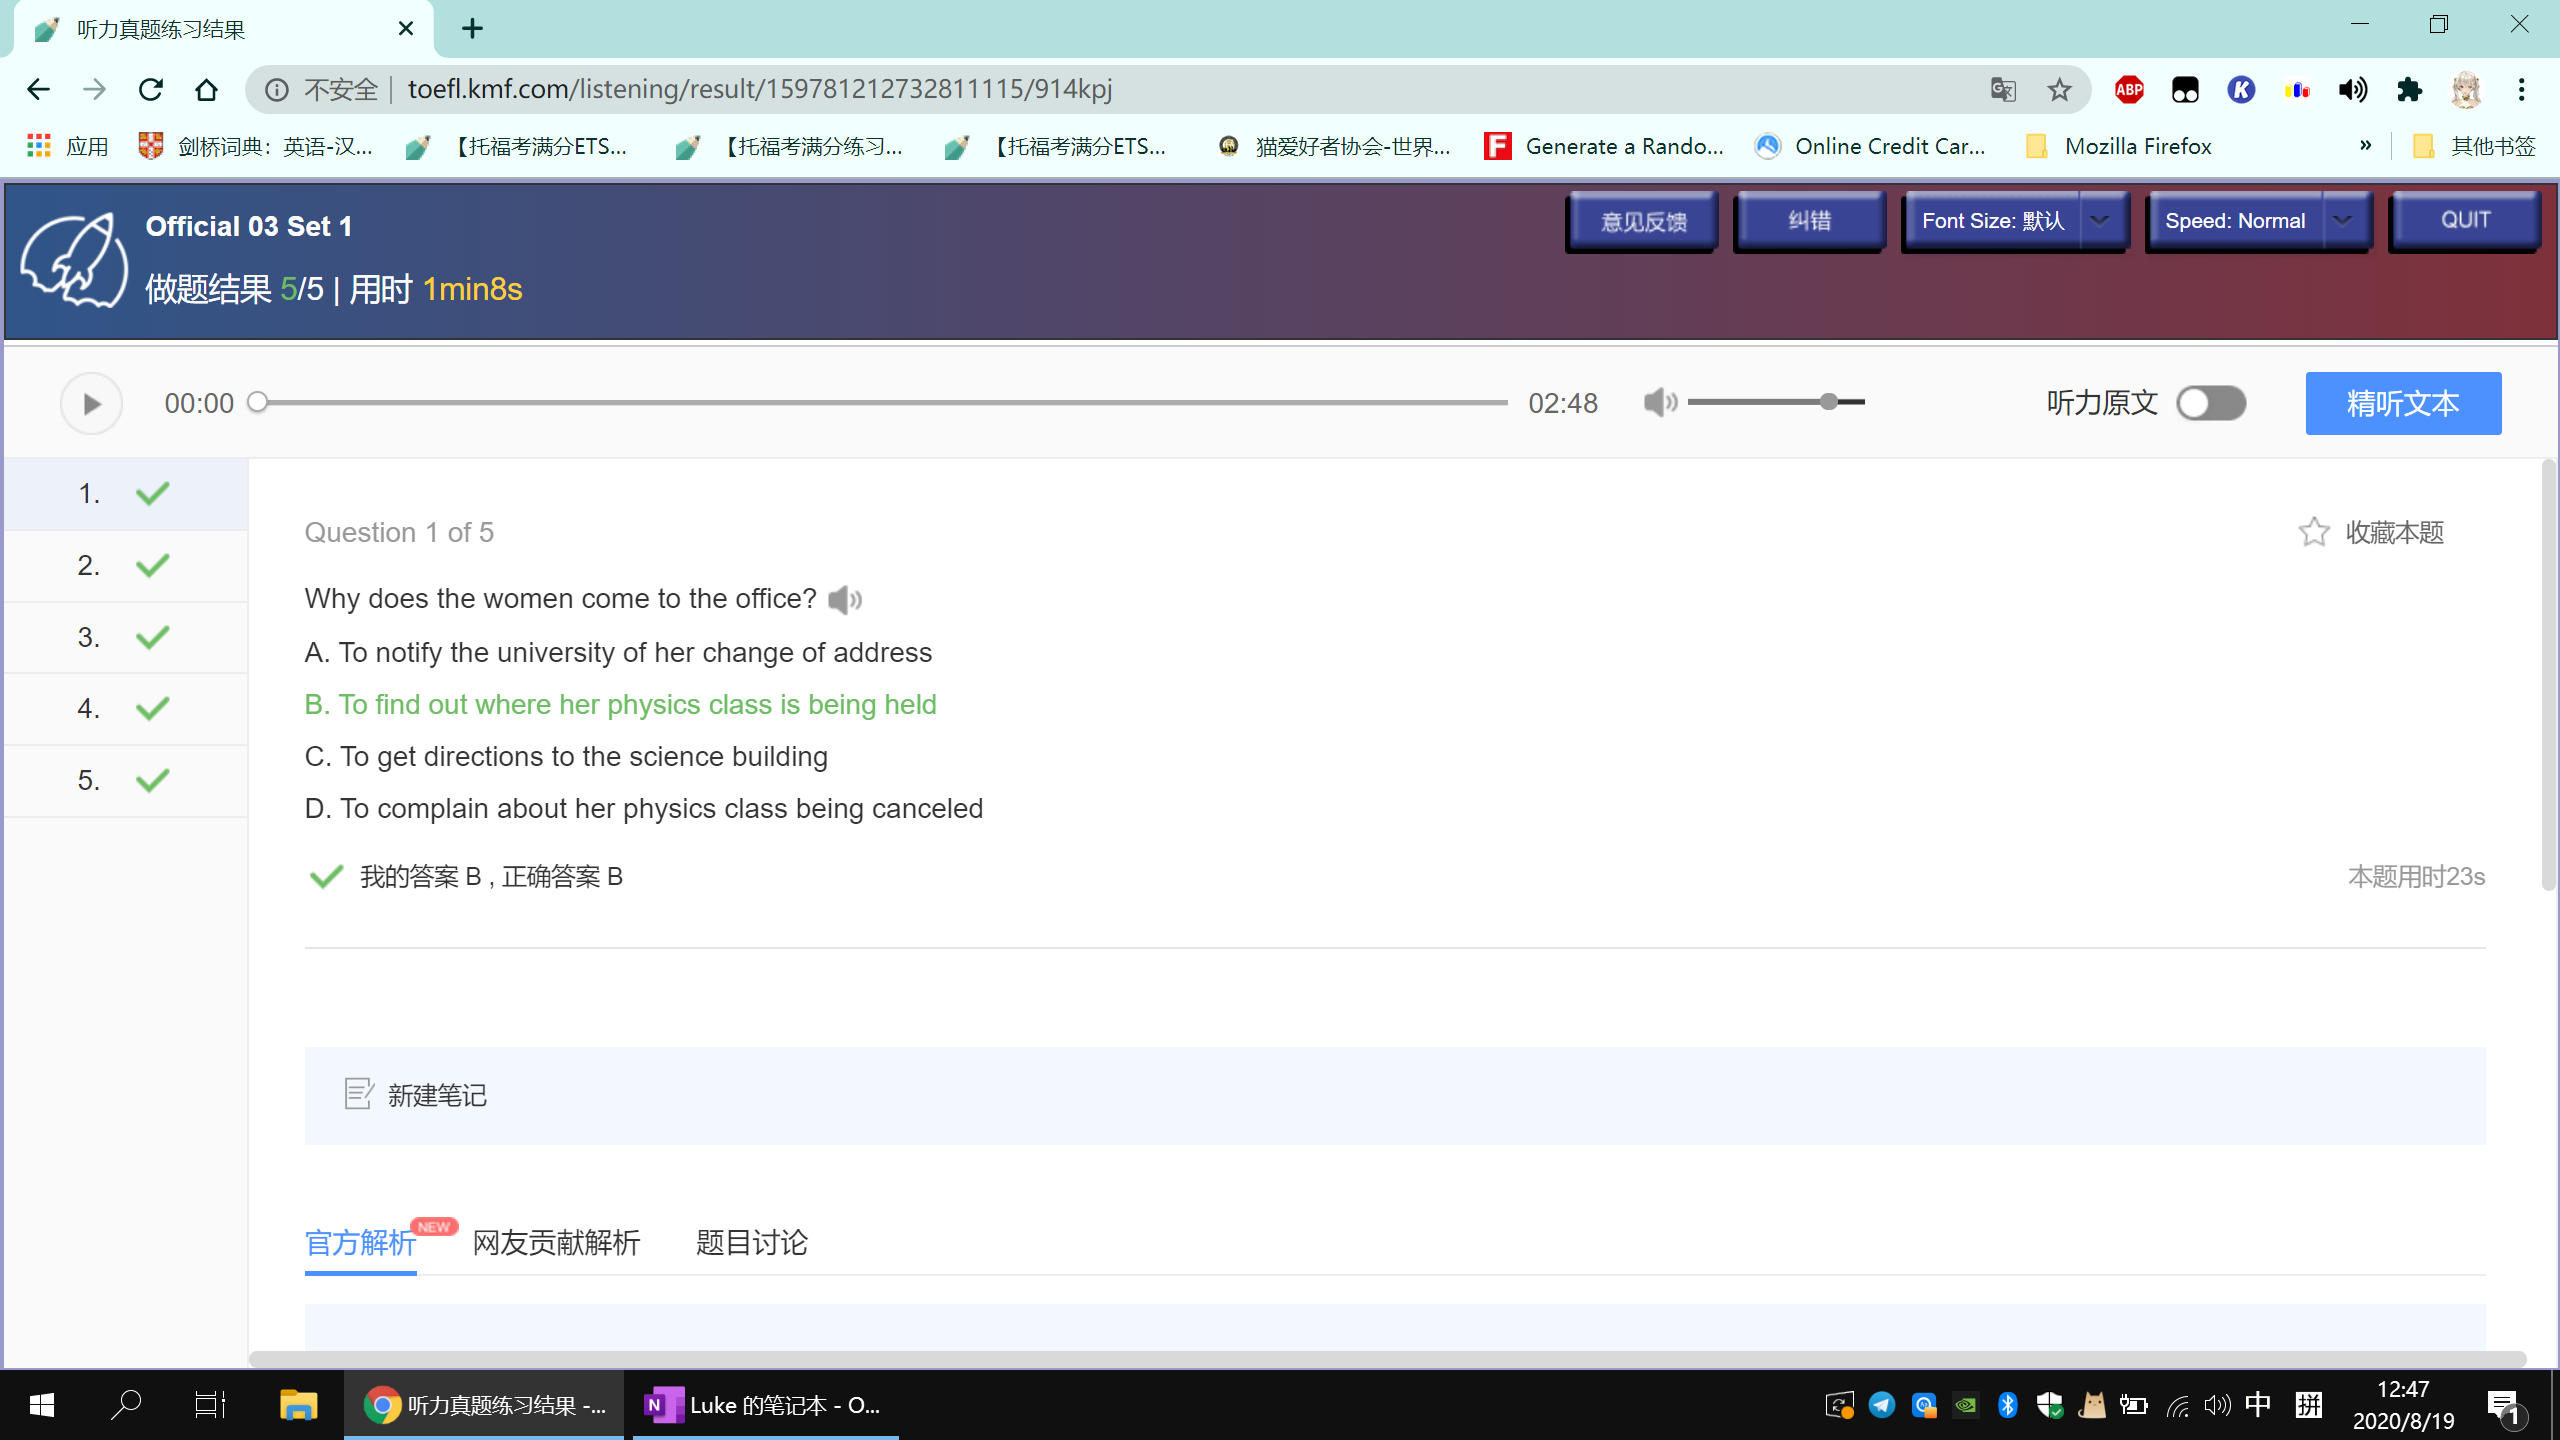 听力真题练习结果
不安全 toefl.kmf.com/listening/result/159781212732811115/914kpj
ABP
应用 剑桥词典：英语-汉... 【托福考满分ETS... 【托福考满分练习... 【托福考满分ETS... 猫爱好者协会-世界... Generate a Rando... Online Credit Car... Mozilla Firefox » 其他书签
Official 03 Set 1
意见反馈 纠错 Font Size: 默认 Speed: Normal QUIT
做题结果 5/5 | 用时 1min8s
00:00 02:48 听力原文 精听文本
1.
2.
3.
4.
5.
Question 1 of 5 收藏本题
Why does the women come to the office?
A. To notify the university of her change of address
B. To find out where her physics class is being held
C. To get directions to the science building
D. To complain about her physics class being canceled
我的答案 B , 正确答案 B 本题用时23s
新建笔记
官方解析 NEW 网友贡献解析 题目讨论
听力真题练习结果 -... Luke 的笔记本 - O... 中 拼 12:47
2020/8/19 1